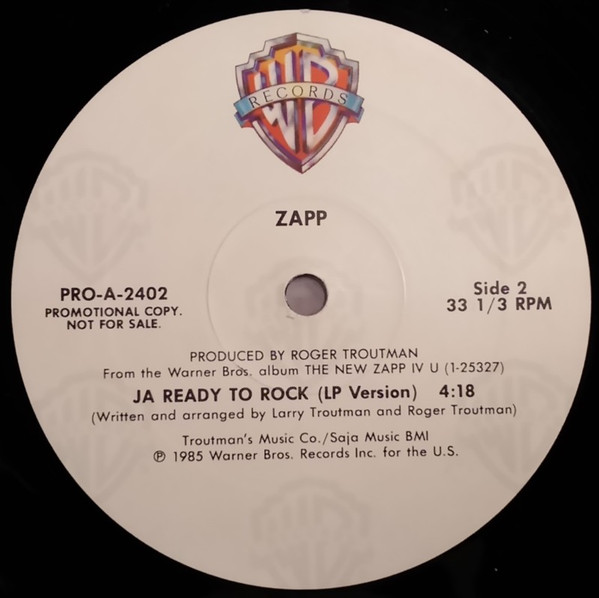 WB
RECORDS
ZAPP
PRO-A-2402
PROMOTIONAL COPY.
NOT FOR SALE.
Side 2
33 1/3 RPM
PRODUCED BY ROGER TROUTMAN
From the Warner Bros. album THE NEW ZAPP IV U (1-25327)
JA READY TO ROCK (LP Version) 4:18
(Written and arranged by Larry Troutman and Roger Troutman)
Troutman's Music Co./Saja Music BMI
℗ 1985 Warner Bros. Records Inc. for the U.S.